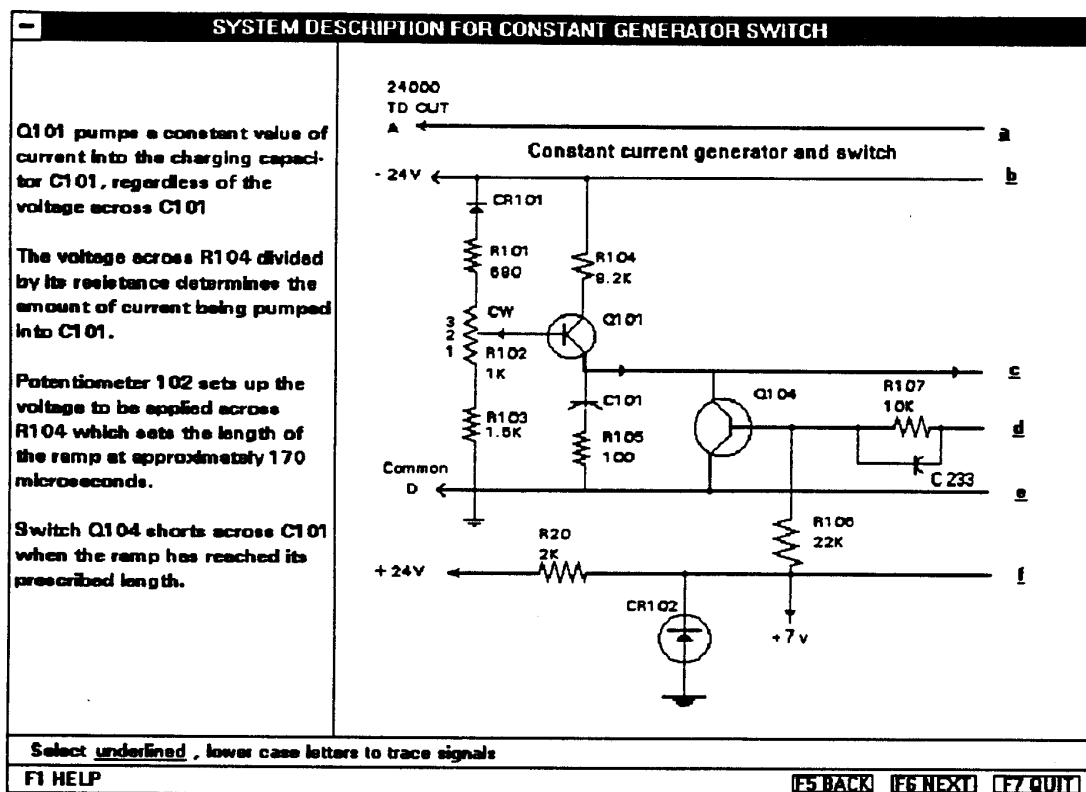 SYSTEM DESCRIPTION FOR CONSTANT GENERATOR SWITCH
Q101 pumps a constant value of
current into the charging capaci-
tor C101, regardless of the
voltage across C101
The voltage across R104 divided
by its resistance determines the
amount of current being pumped
into C101.
Potentiometer 102 sets up the
voltage to be applied across
R104 which sets the length of
the ramp at approximately 170
microseconds.
Switch Q104 shorts across C101
when the ramp has reached its
prescribed length.
24000
TD OUT
A
a
Constant current generator and switch
- 24V
b
CR101
R101
680
R104
8.2K
CW
3
2
1
Q101
R102
1K
c
C101
Q104
R107
10K
R103
1.5K
R105
100
d
C 233
Common
D
e
R106
22K
R20
2K
+ 24V
f
CR102
+7 v
Select underlined , lower case letters to trace signals
F1 HELP
F5 BACK F6 NEXT F7 QUIT